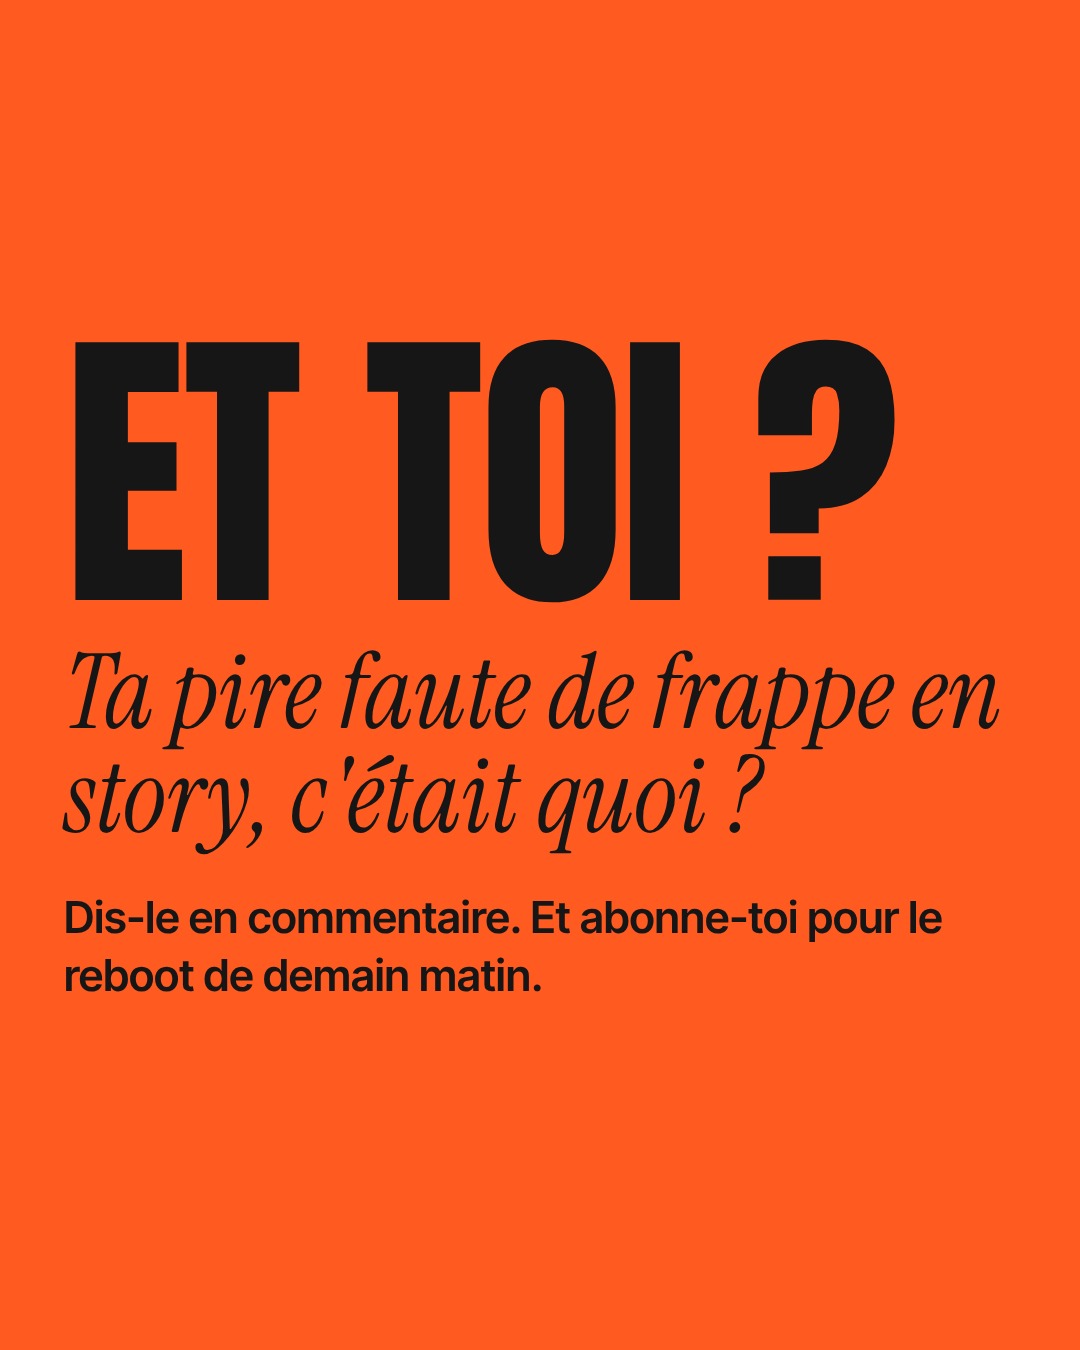 ET TOI ?
Ta pire faute de frappe en
story, c'était quoi ?
Dis-le en commentaire. Et abonne-toi pour le
reboot de demain matin.